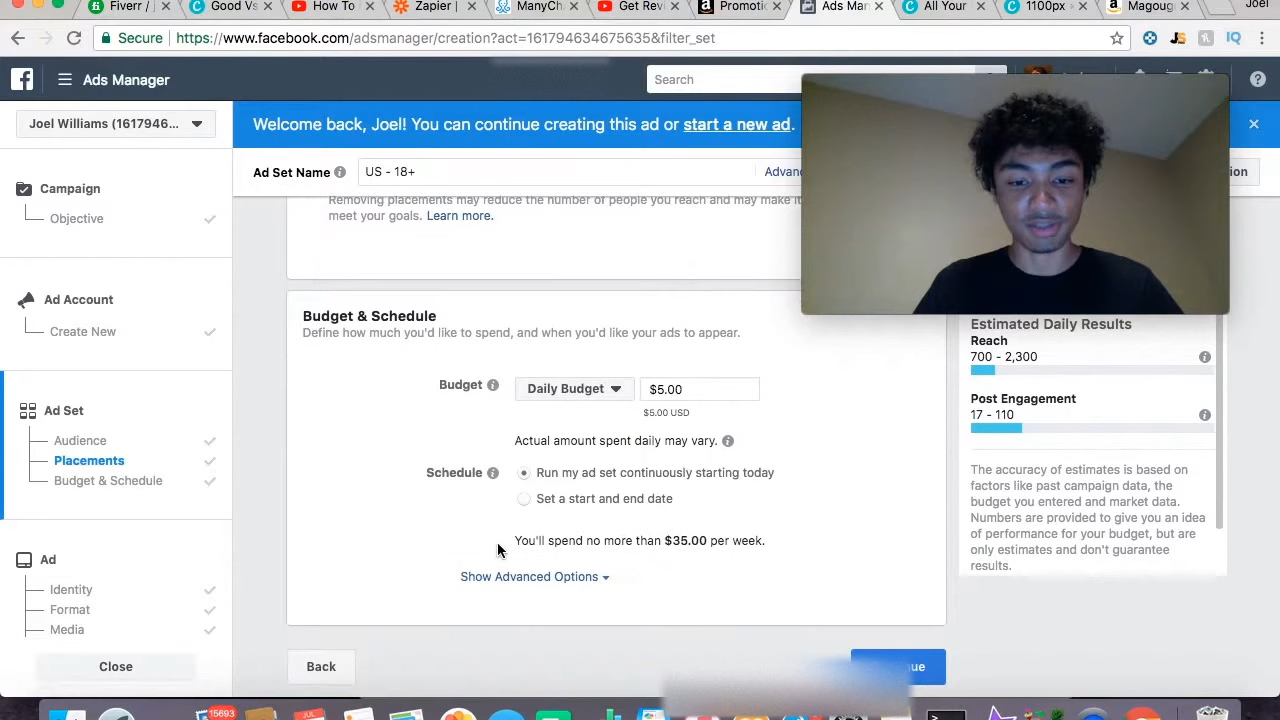 Fiverr /
Good Vs
How To
Zapier |
ManyCh
Get Revi
Promotio
Ads Man
All Your
1100px ×
Magoug
Joel
Secure
https://www.facebook.com/adsmanager/creation?act=161794634675635&filter_set
JS
IQ
Ads Manager
Search
Joel Williams (1617946...
Welcome back, Joel! You can continue creating this ad or start a new ad.
Ad Set Name
US - 18+
Campaign
Objective
Ad Account
Create New
Ad Set
Audience
Placements
Budget & Schedule
Ad
Identity
Format
Media
Close
Removing placements may reduce the number of people you reach and may make it
meet your goals. Learn more.
Budget & Schedule
Define how much you'd like to spend, and when you'd like your ads to appear.
Budget
Daily Budget
$5.00
$5.00 USD
Actual amount spent daily may vary.
Schedule
Run my ad set continuously starting today
Set a start and end date
You'll spend no more than $35.00 per week.
Show Advanced Options
Back
Estimated Daily Results
Reach
700 - 2,300
Post Engagement
17 - 110
The accuracy of estimates is based on
factors like past campaign data, the
budget you entered and market data.
Numbers are provided to give you an idea
of performance for your budget, but are
only estimates and don't guarantee
results.
15693
JUL